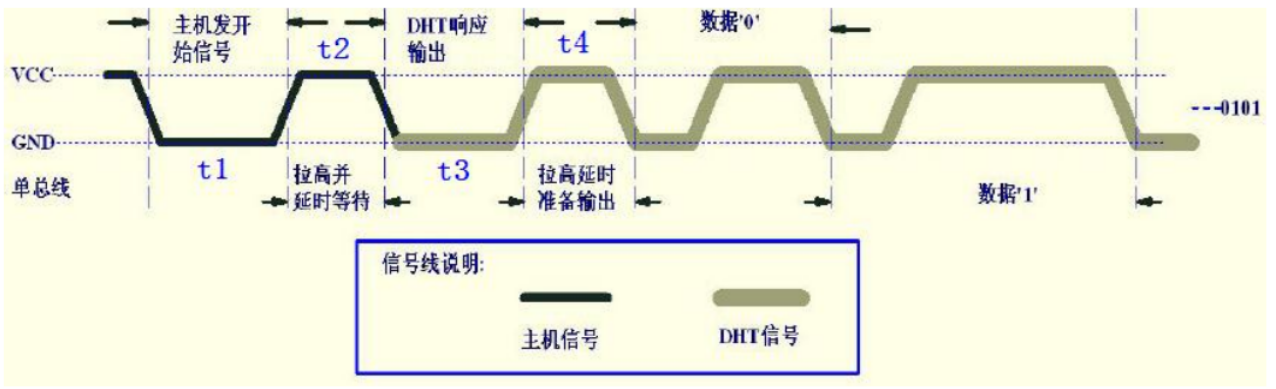 主机发开
始信号
t2
DHT响应
输出
t4
数据'0'
VCC
GND
---0101
单总线
t1
拉高并
延时等待
t3
拉高延时
准备输出
数据'1'
信号线说明:
主机信号
DHT信号